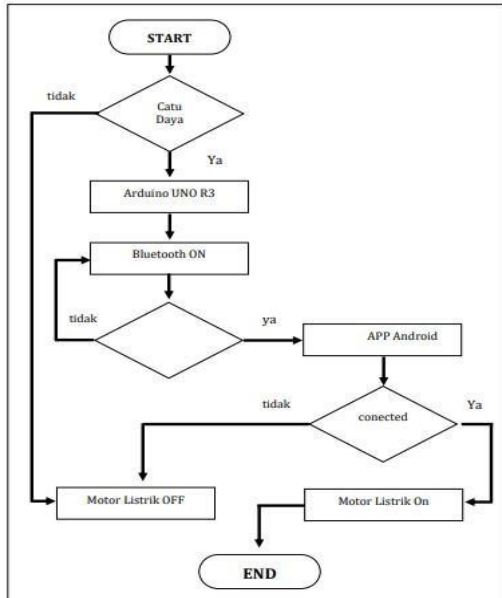 START
tidak
Catu
Daya
Ya
Arduino UNO R3
Bluetooth ON
tidak
ya
APP Android
tidak
conected
Ya
Motor Listrik OFF
Motor Listrik On
END